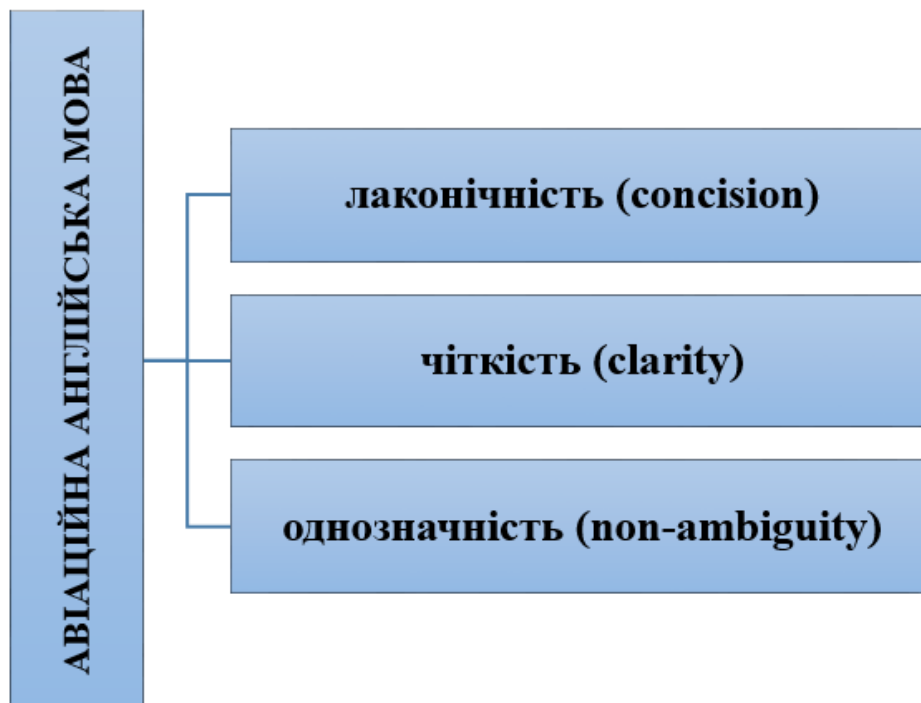 АВІАЦІЙНА АНГЛІЙСЬКА МОВА
лаконічність (concision)
чіткість (clarity)
однозначність (non-ambiguity)